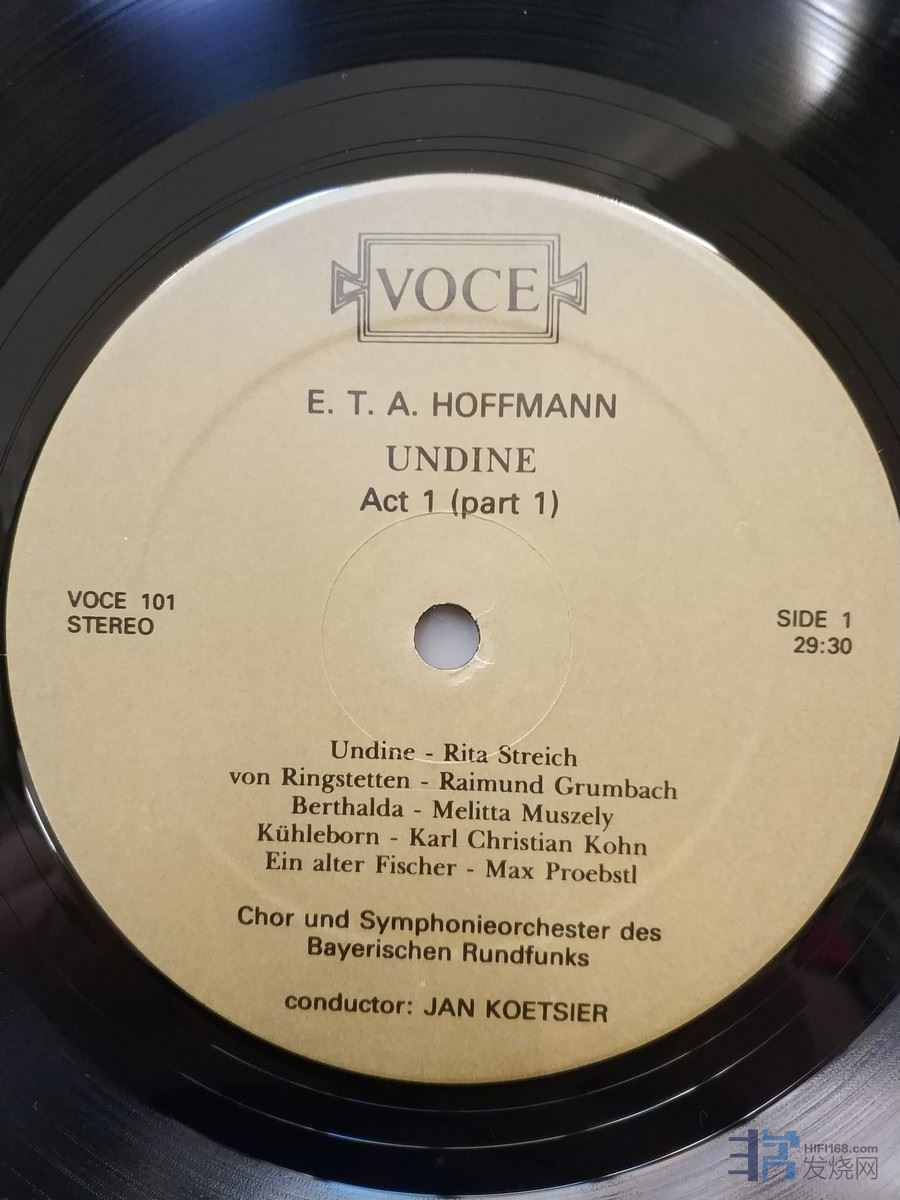 VOCE
E. T. A. HOFFMANN
UNDINE
Act 1 (part 1)
VOCE 101
STEREO
SIDE 1
29:30
Undine - Rita Streich
von Ringstetten - Raimund Grumbach
Berthalda - Melitta Muszely
Kühleborn - Karl Christian Kohn
Ein alter Fischer - Max Proebstl
Chor und Symphonieorchester des
Bayerischen Rundfunks
conductor: JAN KOETSIER
HIFI168.com
发烧网